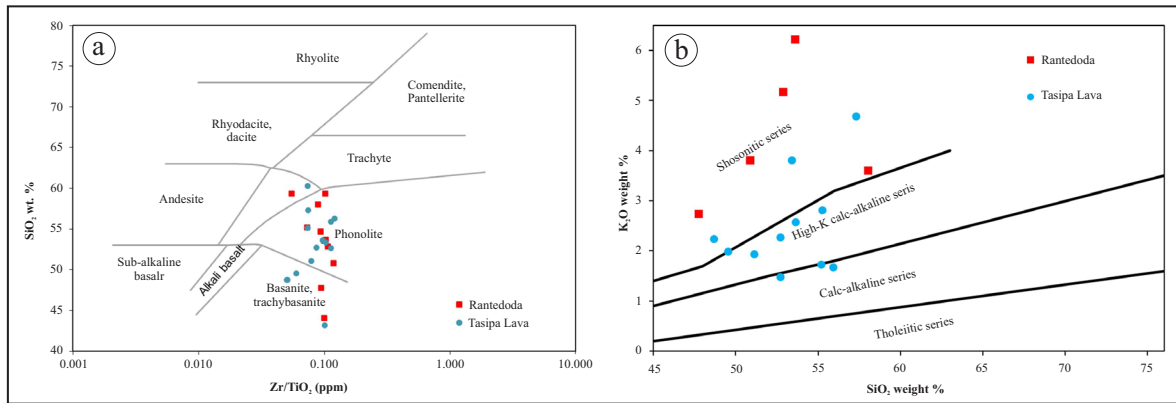 a
SiO2 wt. %
80
75
70
65
60
55
50
45
40
Rhyolite
Comendite,
Pantellerite
Rhyodacite,
dacite
Trachyte
Andesite
Phonolite
Sub-alkaline
basalr
Alkali basalt
Basanite,
trachybasanite
Rantedoda
Tasipa Lava
0.001 0.010 0.100 1.000 10.000
Zr/TiO2 (ppm)
b
K2O weight %
6
5
4
3
2
1
0
Rantedoda
Tasipa Lava
Shosonitic series
High-K calc-alkaline seris
Calc-alkaline series
Tholeiitic series
45 50 55 60 65 70 75
SiO2 weight %